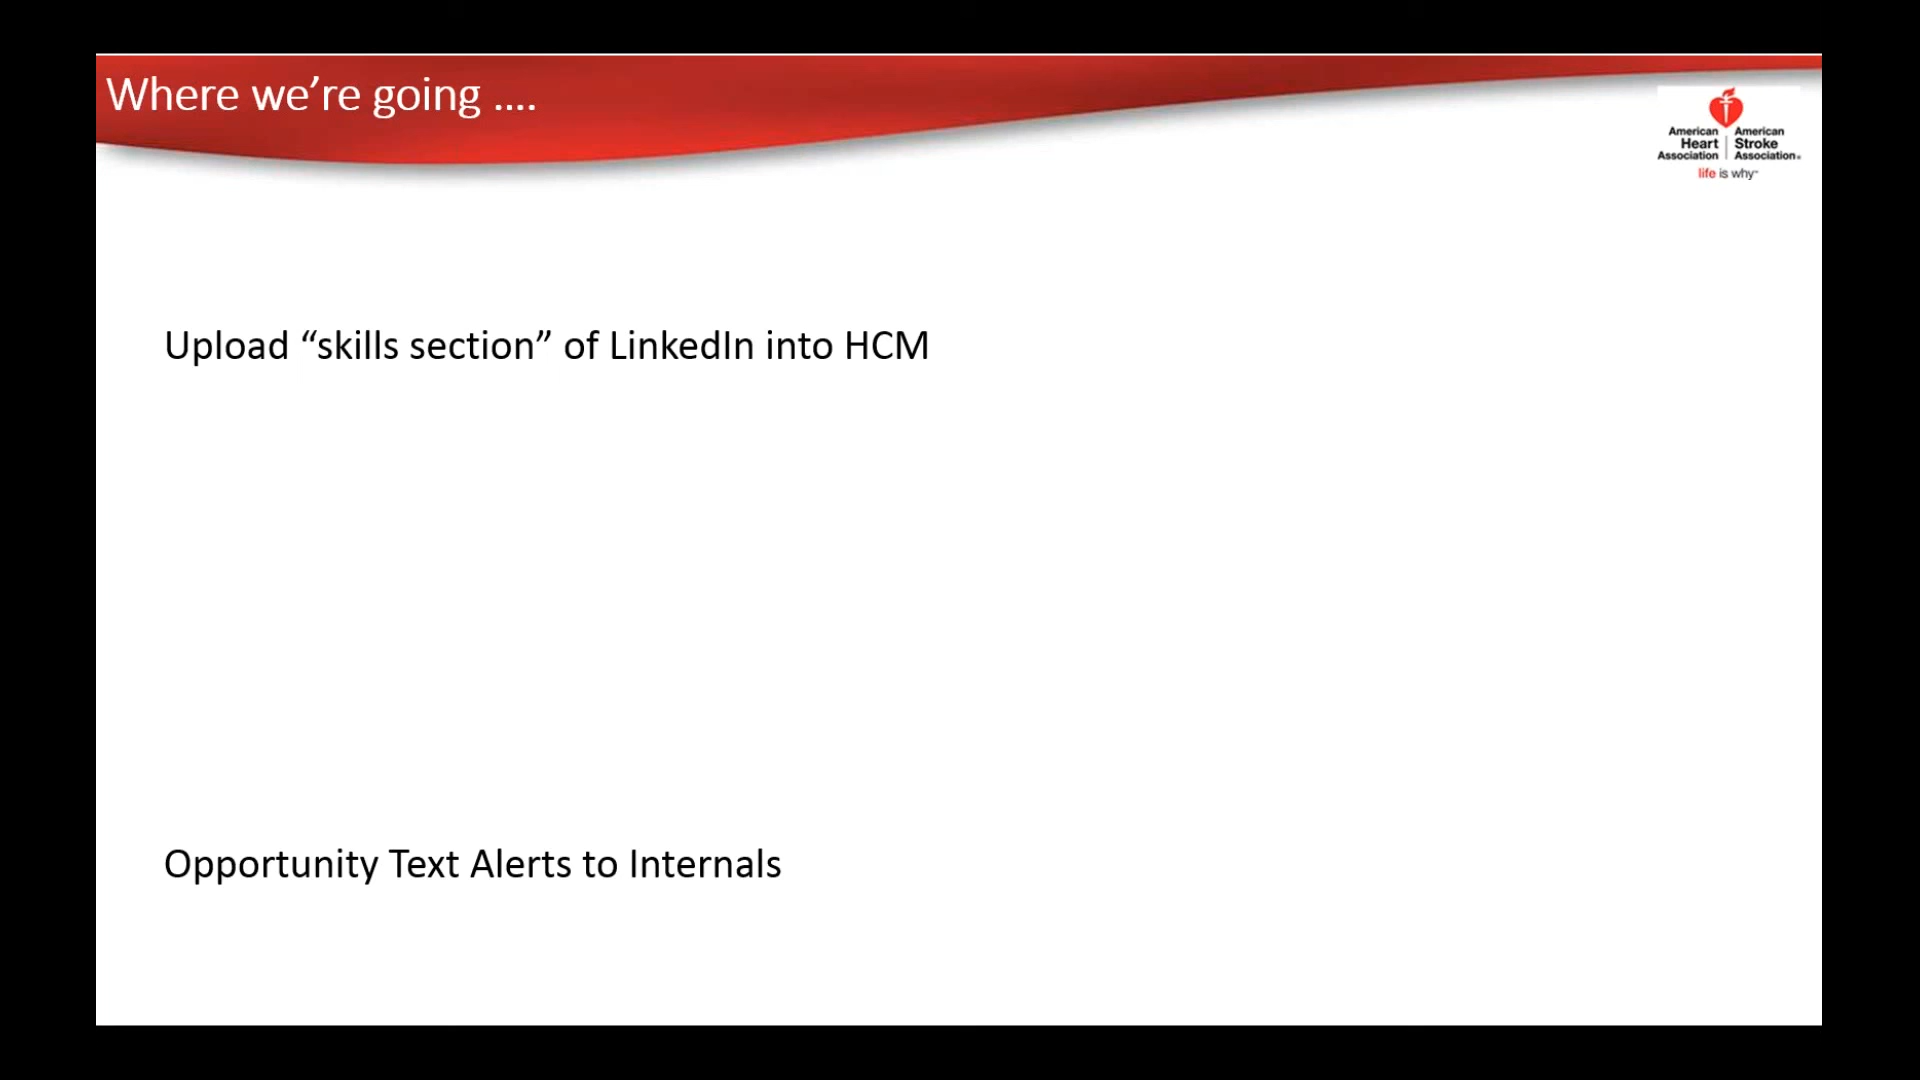 Where we’re going ....
American American
Heart Stroke
Association Association®
life is why™
Upload “skills section” of LinkedIn into HCM
Opportunity Text Alerts to Internals